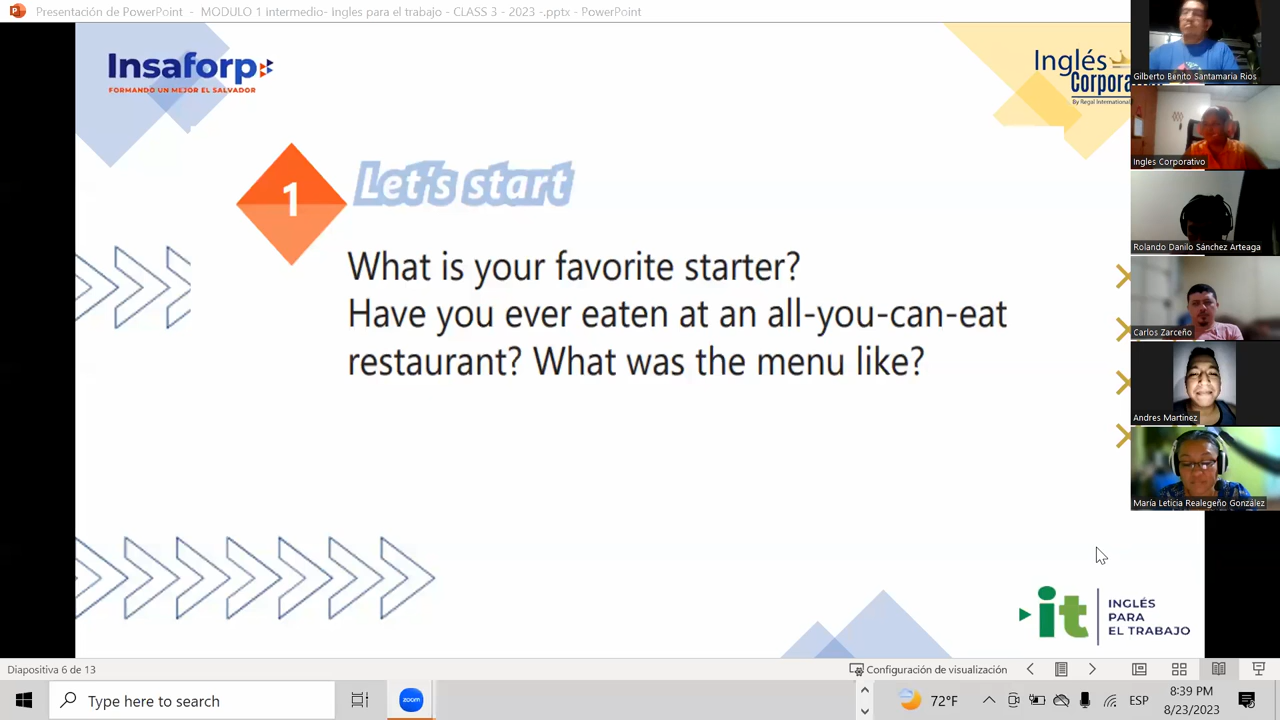 Presentación de PowerPoint - MODULO 1 Intermedio- Ingles para el trabajo - CLASS 3 - 2023 -.pptx - PowerPoint
Insaforp
FORMANDO UN MEJOR EL SALVADOR
Inglés
Corpora
By Regal International
1
Let's start
What is your favorite starter?
Have you ever eaten at an all-you-can-eat
restaurant? What was the menu like?
Gilberto Benito Santamaria Rios
Ingles Corporativo
Rolando Danilo Sánchez Arteaga
Carlos Zarceño
Andres Martinez
María Leticia Realegeño González
it
INGLÉS
PARA
EL TRABAJO
Diapositiva 6 de 13
Configuración de visualización
Type here to search
zoom
72°F
ESP
8:39 PM
8/23/2023